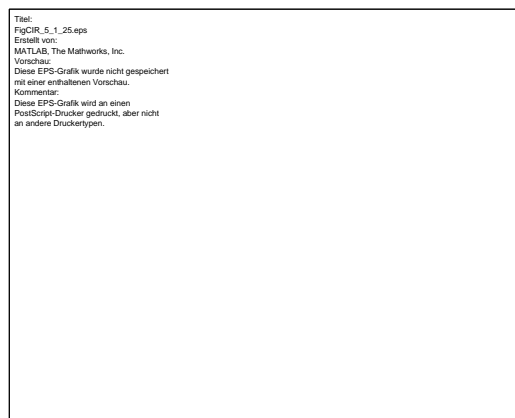 Titel:
FigCIR_5_1_25.eps
Erstellt von:
MATLAB, The Mathworks, Inc.
Vorschau:
Diese EPS-Grafik wurde nicht gespeichert
mit einer enthaltenen Vorschau.
Kommentar:
Diese EPS-Grafik wird an einen
PostScript-Drucker gedruckt, aber nicht
an andere Druckertypen.